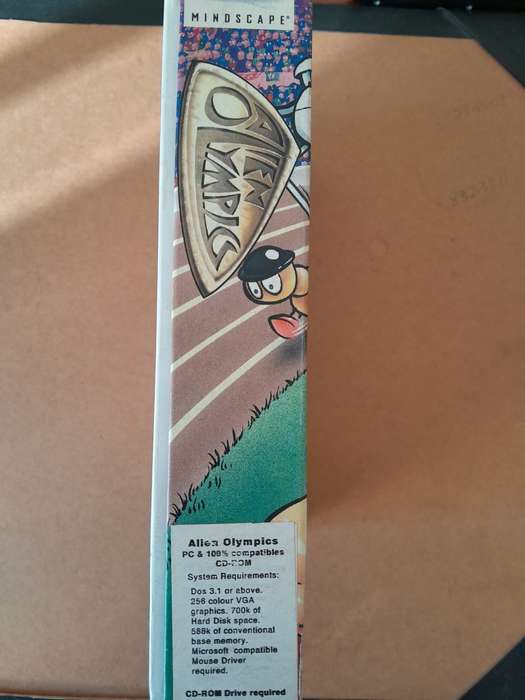 MINDSCAPE®
ALIEN
OLYMPICS
Alien Olympics
PC & 100% compatibles
CD-ROM
System Requirements:
Dos 3.1 or above.
256 colour VGA
graphics. 700k of
Hard Disk space.
588k of conventional
base memory.
Microsoft compatible
Mouse Driver
required.
CD-ROM Drive required